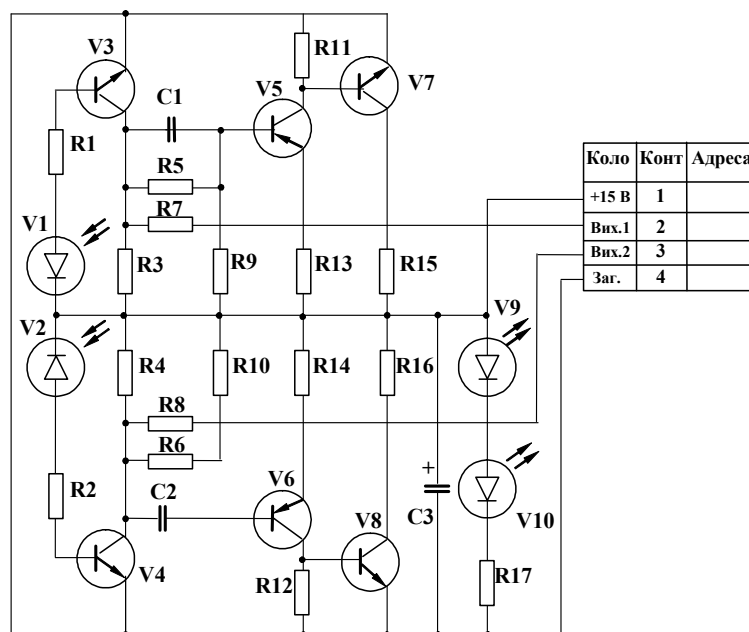 R11
V3
V5
V7
C1
R1
R5
R7
V1
R3
R9
R13
R15
V2
V9
R4
R10
R14
R16
R8
R6
R2
V6
C2
V8
+
C3
V10
V4
R12
R17
Коло Конт Адреса
+15 В 1
Вих.1 2
Вих.2 3
Заг. 4